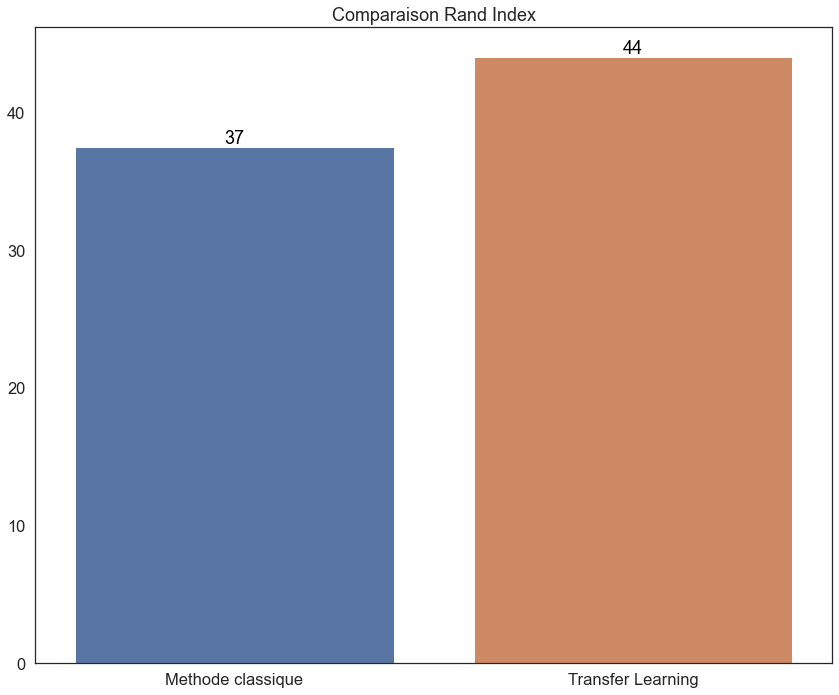 Comparaison Rand Index
44
37
40
30
20
10
0
Methode classique
Transfer Learning